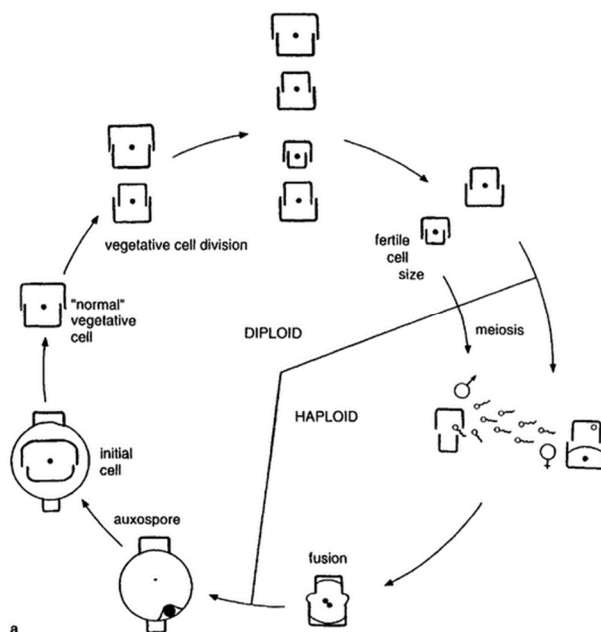 vegetative cell division
fertile
cell
size
"normal"
vegetative
cell
DIPLOID
meiosis
HAPLOID
initial
cell
auxospore
fusion
a